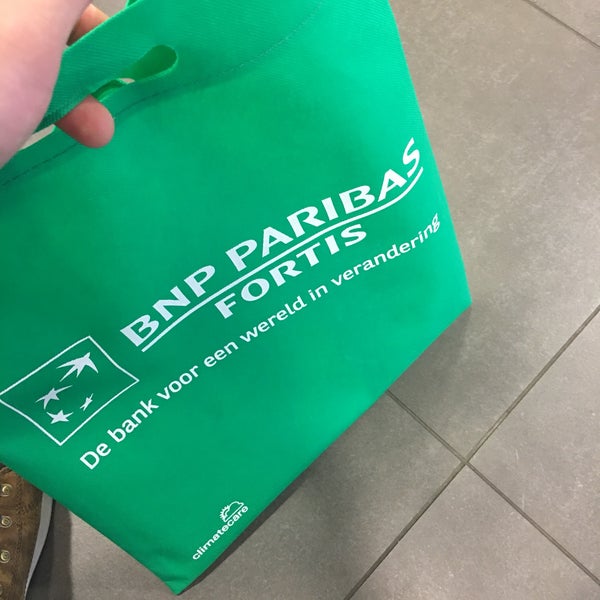 BNP PARIBAS
FORTIS
De bank voor een wereld in verandering
climatecare